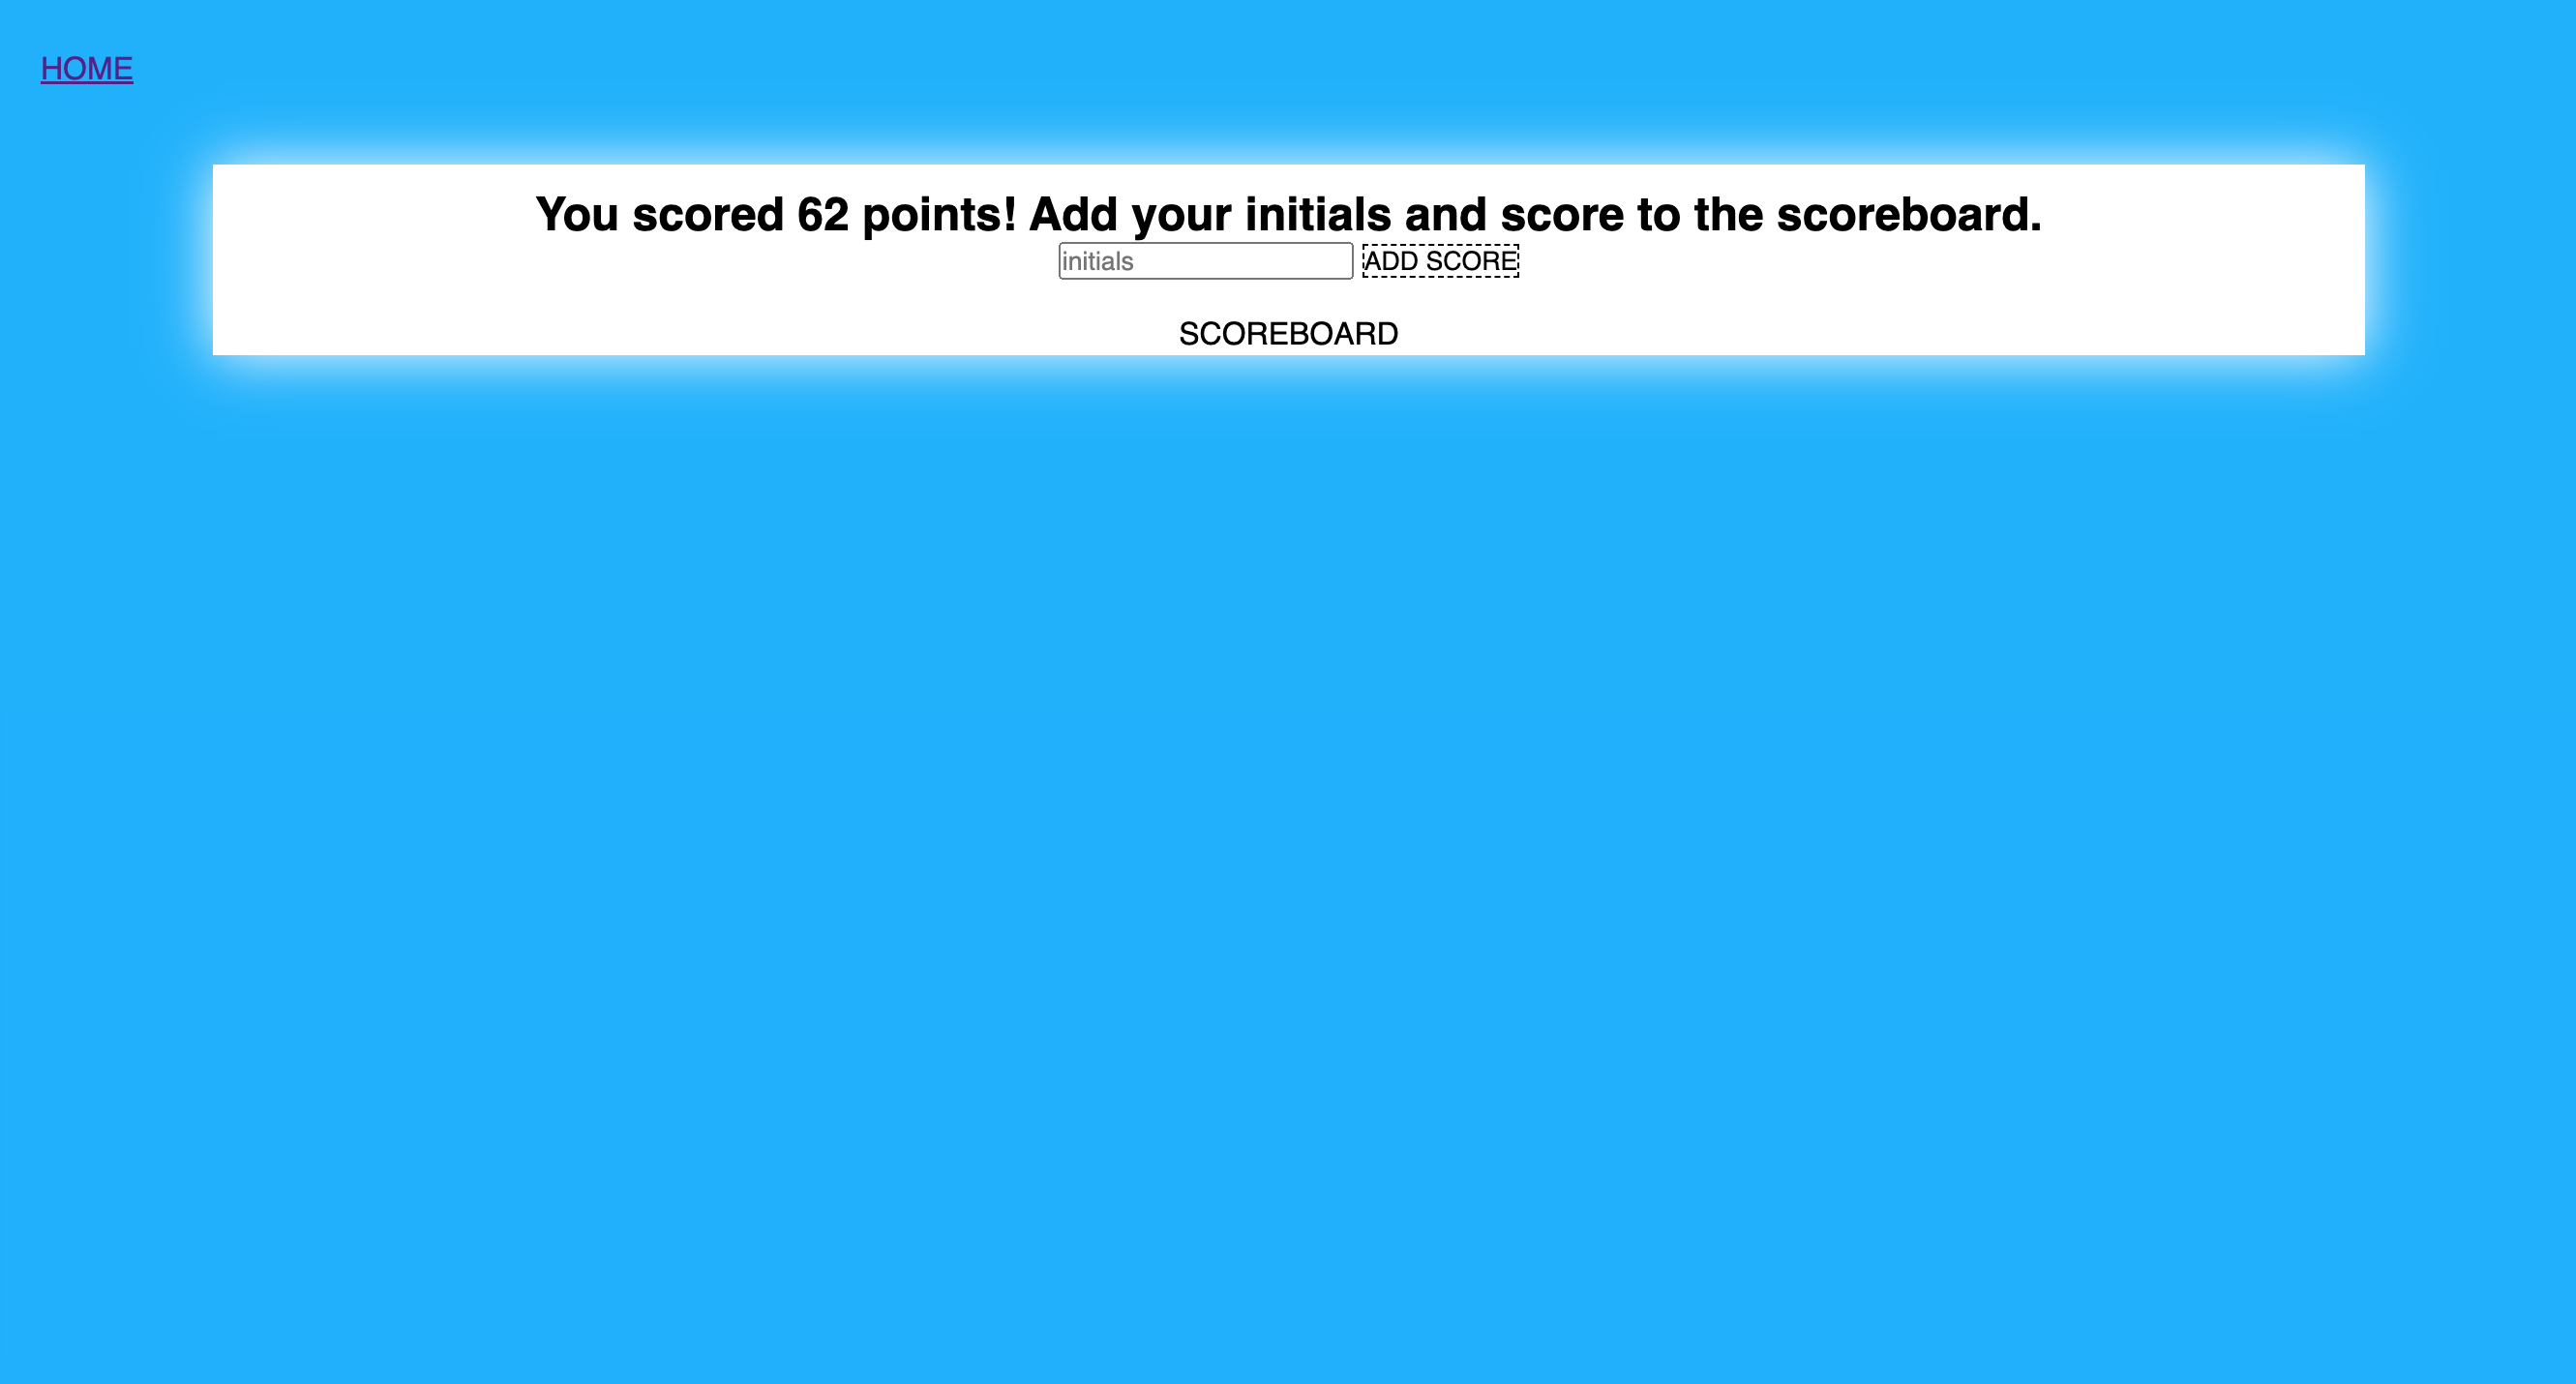 HOME
You scored 62 points! Add your initials and score to the scoreboard.
initials ADD SCORE
SCOREBOARD